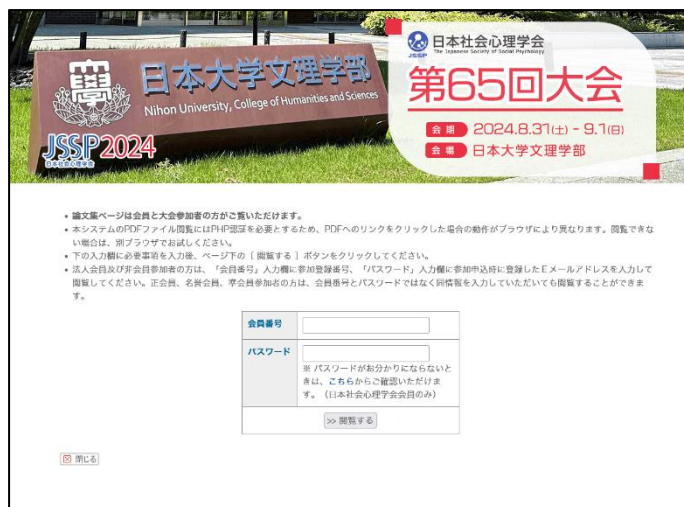 日本大学文理学部
Nihon University, College of Humanities and Sciences
JSSP2024
日本社会心理学会
JSSP
日本社会心理学会
The Japanese Society of Social Psychology
第65回大会
会期 2024.8.31(土) - 9.1(日)
会場 日本大学文理学部
• 論文集ページは会員と大会参加者の方がご覧いただけます。
• 本システムのPDFファイル閲覧にはPHP認証を必要とするため、PDFへのリンクをクリックした場合の動作がブラウザにより異なります。閲覧できな
い場合は、別ブラウザでお試しください。
• 下の入力欄に必要事項を入力後、ページ下の [ 閲覧する ] ボタンをクリックしてください。
• 法人会員及び非会員参加者の方は、「会員番号」入力欄に参加登録番号、「パスワード」入力欄に参加申込時に登録したEメールアドレスを入力して
閲覧してください。正会員、名誉会員、準会員参加者の方は、会員番号とパスワードではなく同情報を入力していただいても閲覧することができま
す。
会員番号
パスワード
※ パスワードがお分かりにならないと
きは、こちらからご確認いただけま
す。（日本社会心理学会会員のみ）
>> 閲覧する
閉じる